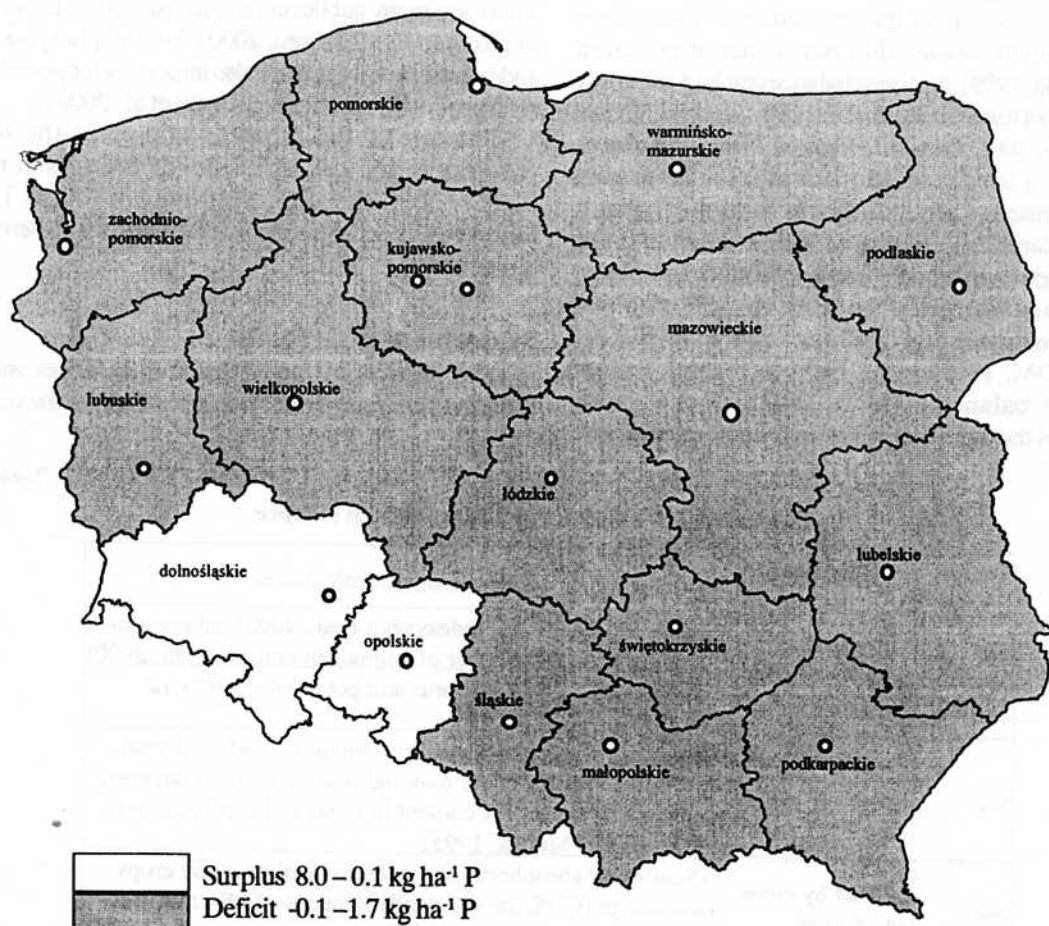 pomorskie
warmińsko-
mazurskie
zachodnio-
pomorskie
kujawsko-
pomorskie
podlaskie
mazowieckie
wielkopolskie
lubuskie
łódzkie
lubelskie
dolnośląskie
opolskie
świętokrzyskie
śląskie
małopolskie
podkarpackie
Surplus 8.0 – 0.1 kg ha⁻¹ P
Deficit -0.1 –1.7 kg ha⁻¹ P